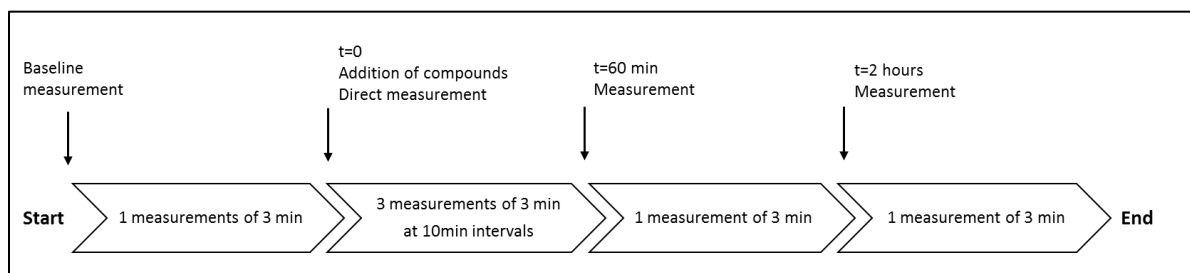 Baseline
measurement
t=0
Addition of compounds
Direct measurement
t=60 min
Measurement
t=2 hours
Measurement
Start
1 measurements of 3 min
3 measurements of 3 min
at 10min intervals
1 measurement of 3 min
1 measurement of 3 min
End